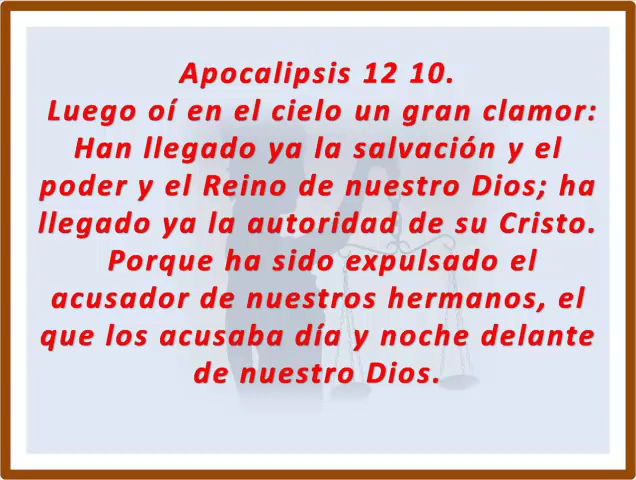 Apocalipsis 12 10.
Luego oí en el cielo un gran clamor:
Han llegado ya la salvación y el
poder y el Reino de nuestro Dios; ha
llegado ya la autoridad de su Cristo.
Porque ha sido expulsado el
acusador de nuestros hermanos, el
que los acusaba día y noche delante
de nuestro Dios.